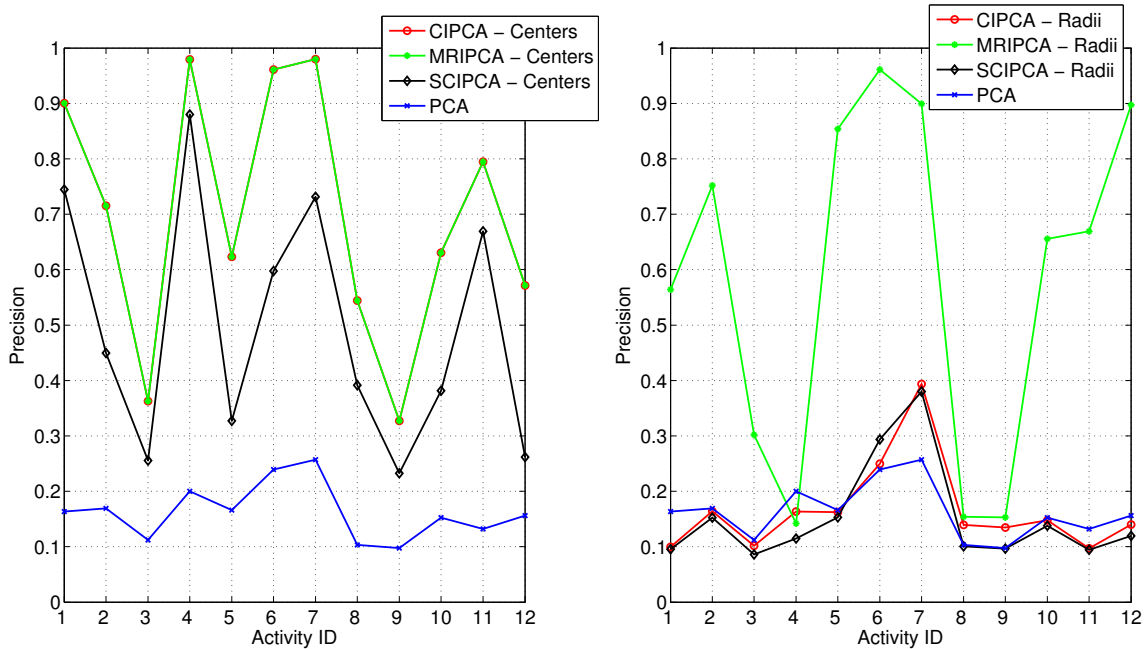 CIPCA – Centers
MRIPCA – Centers
SCIPCA – Centers
PCA
1
0.9
0.8
0.7
0.6
0.5
0.4
0.3
0.2
0.1
0
Precision
1 2 3 4 5 6 7 8 9 10 11 12
Activity ID
CIPCA – Radii
MRIPCA – Radii
SCIPCA – Radii
PCA
1
0.9
0.8
0.7
0.6
0.5
0.4
0.3
0.2
0.1
0
Precision
1 2 3 4 5 6 7 8 9 10 11 12
Activity ID